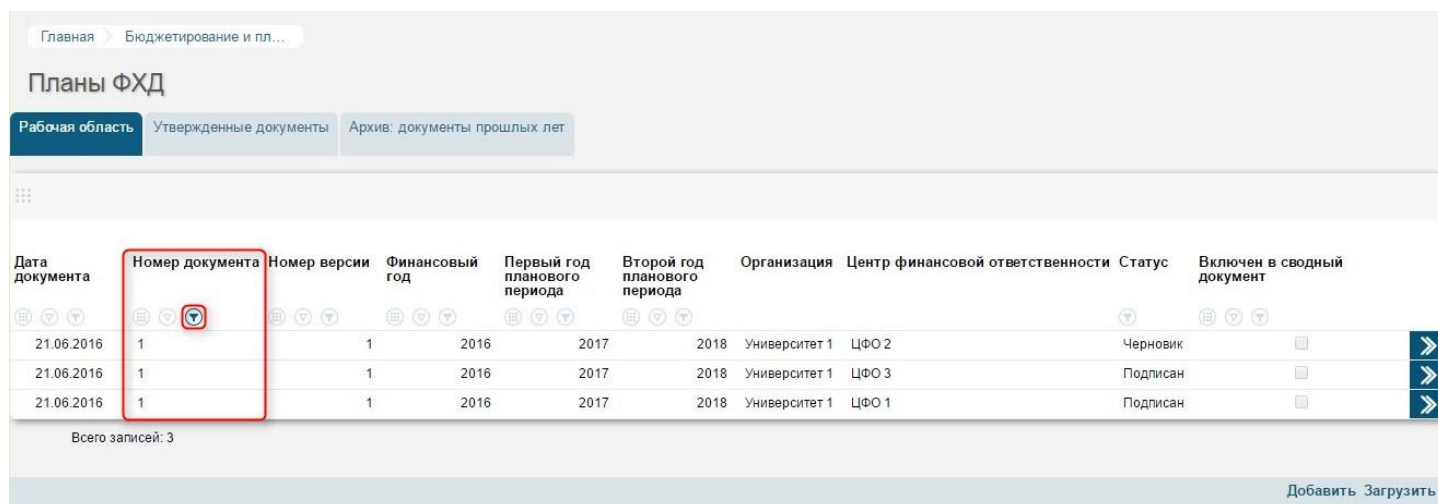 Главная Бюджетирование и пл...
Планы ФХД
Рабочая область Утвержденные документы Архив: документы прошлых лет
Дата документа Номер документа Номер версии Финансовый год Первый год планового периода Второй год планового периода Организация Центр финансовой ответственности Статус Включен в сводный документ
21.06.2016 1 1 2016 2017 2018 Университет 1 ЦФО 2 Черновик
21.06.2016 1 1 2016 2017 2018 Университет 1 ЦФО 3 Подписан
21.06.2016 1 1 2016 2017 2018 Университет 1 ЦФО 1 Подписан
Всего записей: 3
Добавить Загрузить